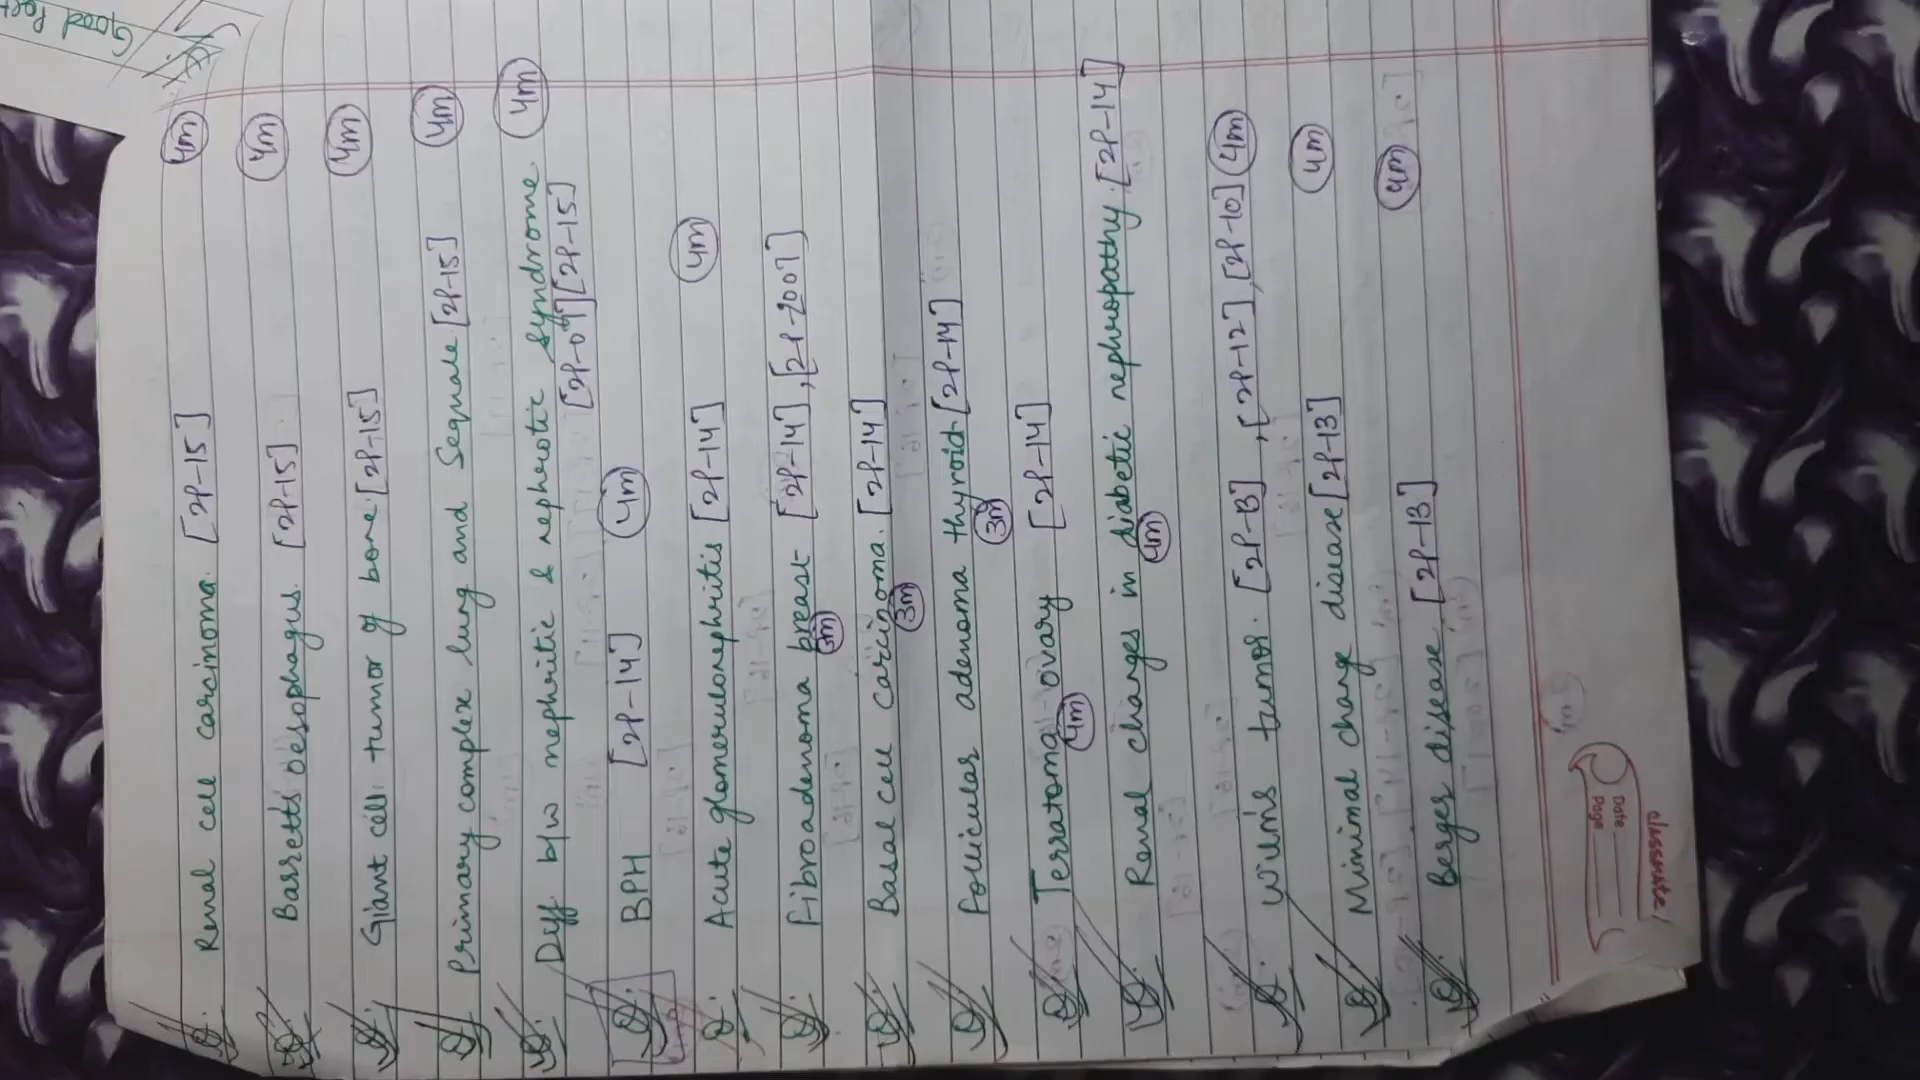 Good
classmate
Date
Page
Q. Renal cell carcinoma. [2P-15] 4m
Q. Barretts oesophagus. [2P-15] 4m
Q. Giant cell tumor of bone. [2P-15] 4m
Q. Primary complex lung and Sequale [2P-15] 4m
Q. Diff b/w nephritic & nephrotic Syndrome 4m
[2P-09] [2P-15]
Q. BPH [2P-14] 4m
Q. Acute glomerulonephritis [2P-14] 4m
Q. Fibroadenoma breast [2P-14], [2P-2007]
3m
Q. Basal cell carcinoma. [2P-14]
3m
Q. Follicular adenoma thyroid [2P-14]
3m
Q. Terratoma ovary [2P-14]
4m
Q. Renal changes in diabetic nephropathy. [2P-14]
4m
Q. Wilms tumor. [2P-13], [2P-12], [2P-10] 4m
Q. Minimal change disease [2P-13] 4m
Q. Berger disease [2P-13] 4m